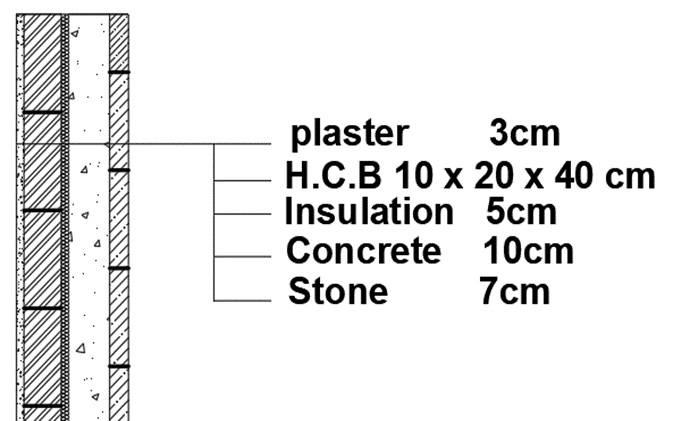 plaster 3cm
H.C.B 10 x 20 x 40 cm
Insulation 5cm
Concrete 10cm
Stone 7cm